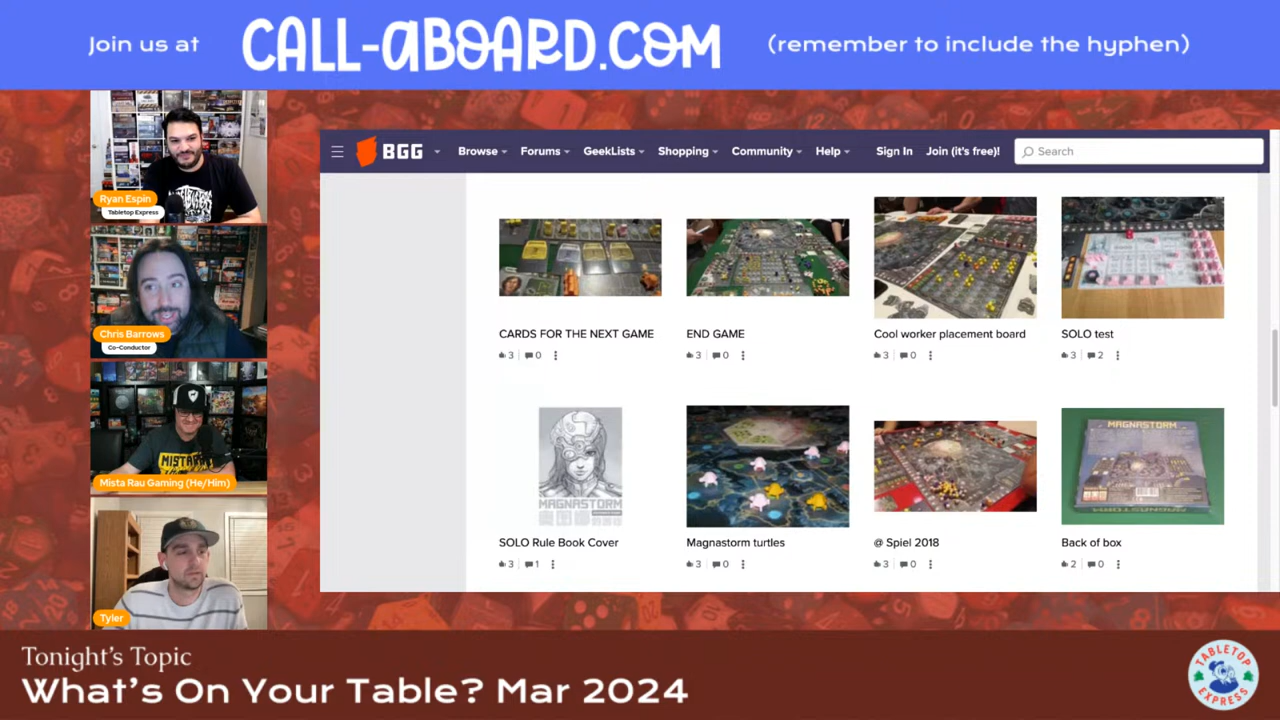 Join us at CALL-ABOARD.COM (remember to include the hyphen)
Ryan Espin
Tabletop Express
Chris Barrows
Co-Conductor
MISTARAU
Mista Rau Gaming (He/Him)
Tyler
BGG Browse Forums GeekLists Shopping Community Help Sign In Join (it's free)! Search
CARDS FOR THE NEXT GAME
3 0
END GAME
3 0
Cool worker placement board
3 0
SOLO test
3 2
MAGNASTORM
SOLO Rule Book Cover
3 1
Magnastorm turtles
3 0
@ Spiel 2018
3 0
MAGNASTORM
MAGNASTORM
Back of box
2 0
Tonight's Topic
What's On Your Table? Mar 2024
TABLETOP
EXPRESS